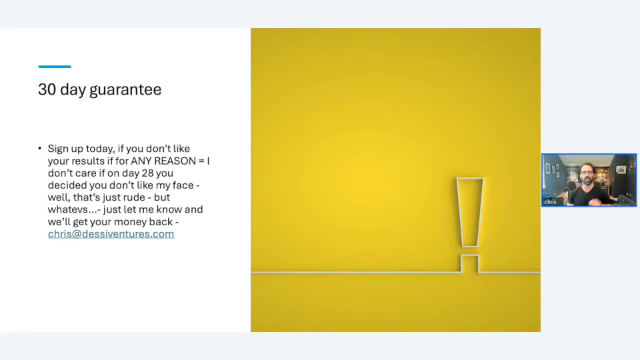 30 day guarantee
• Sign up today, if you don't like
your results if for ANY REASON = I
don't care if on day 28 you
decided you don't like my face -
well, that's just rude - but
whatevs...- just let me know and
we'll get your money back -
chris@dessiventures.com
chris